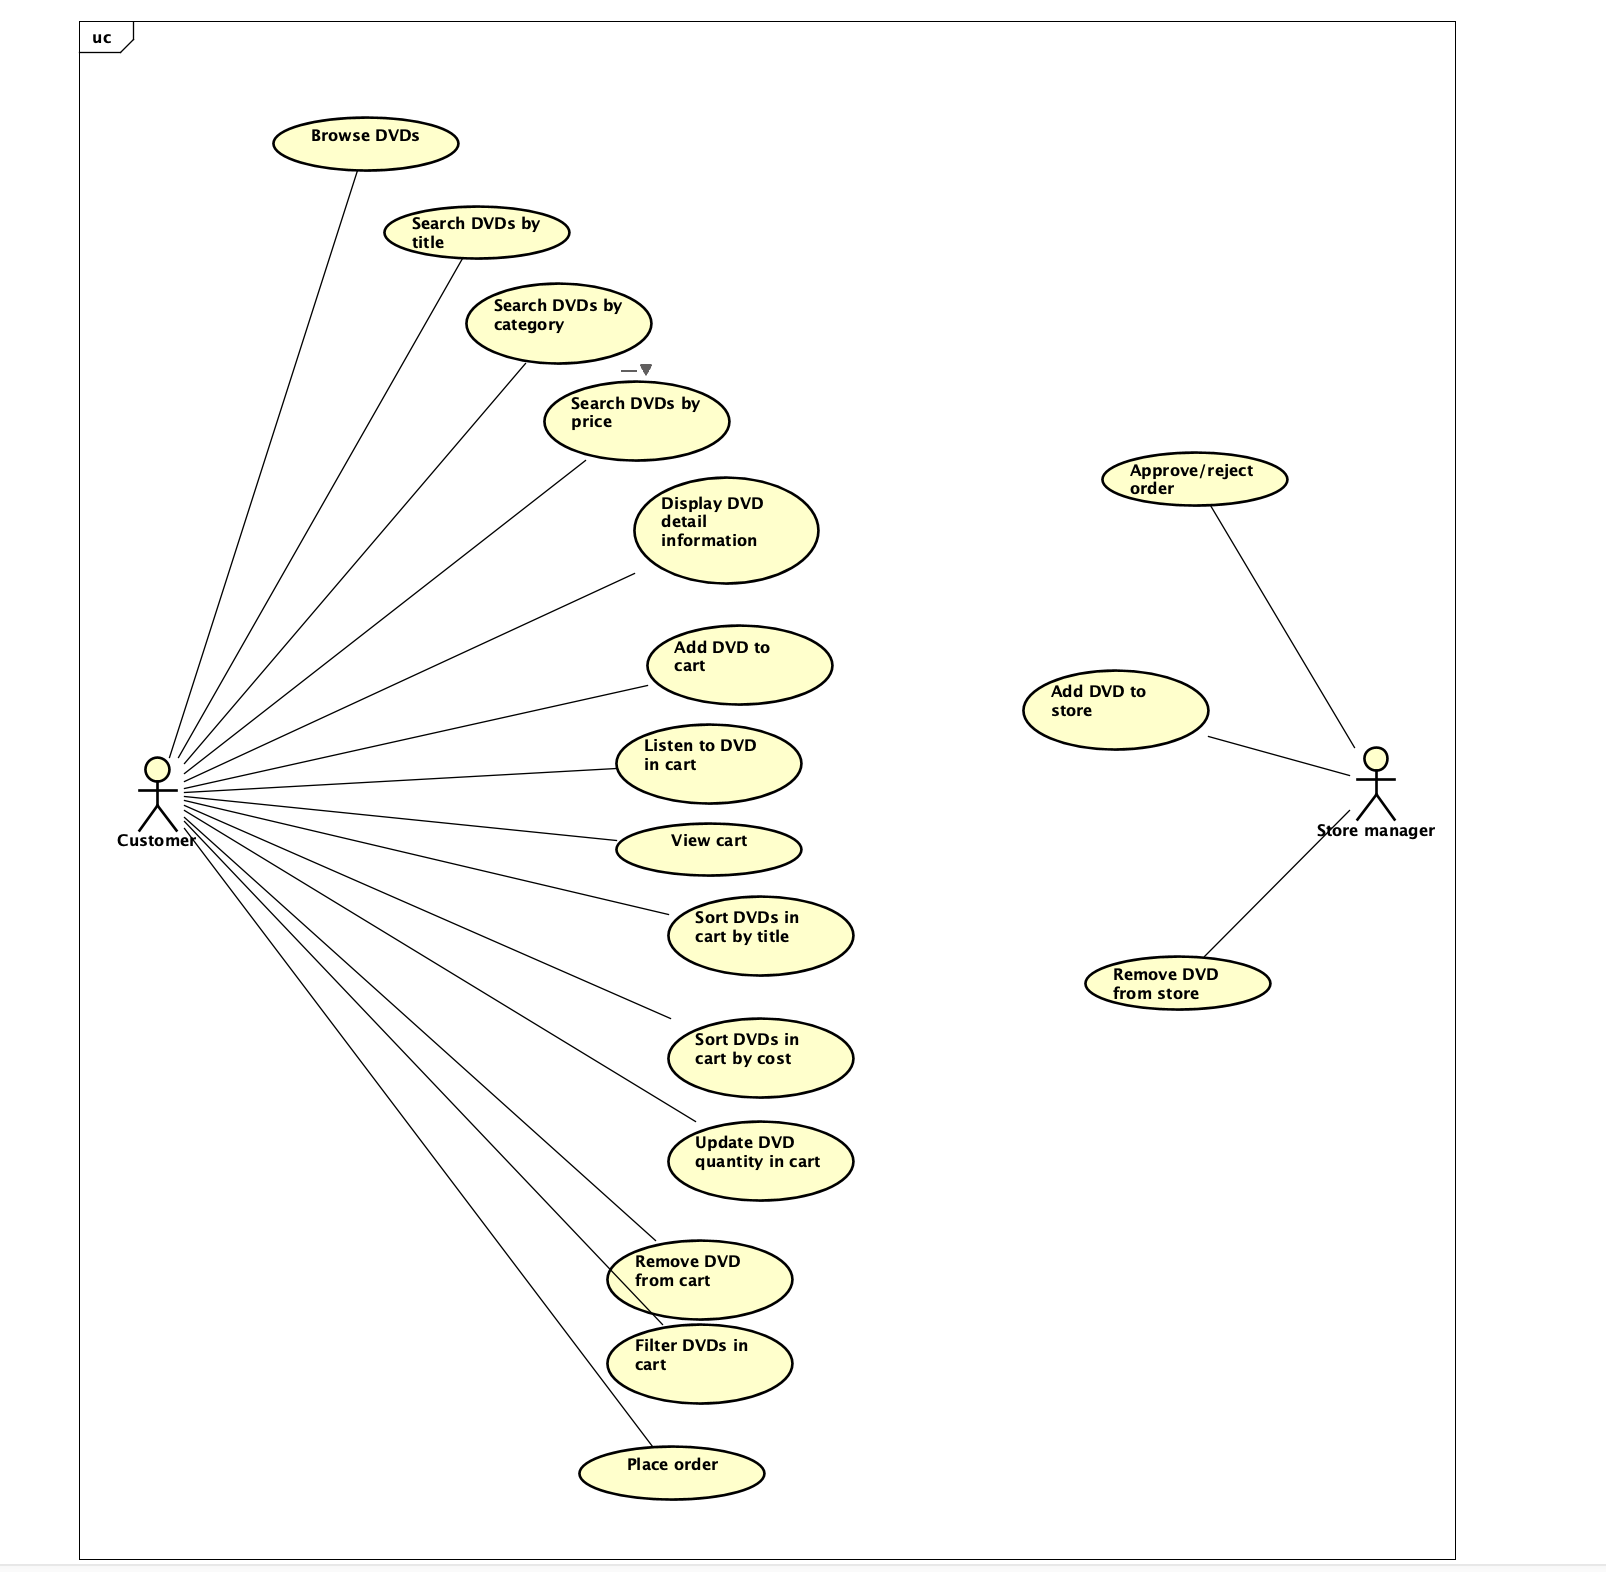 uc
Browse DVDs
Search DVDs by
title
Search DVDs by
category
Search DVDs by
price
Display DVD
detail
information
Add DVD to
cart
Listen to DVD
in cart
View cart
Sort DVDs in
cart by title
Sort DVDs in
cart by cost
Update DVD
quantity in cart
Remove DVD
from cart
Filter DVDs in
cart
Place order
Customer
Approve/reject
order
Add DVD to
store
Remove DVD
from store
Store manager